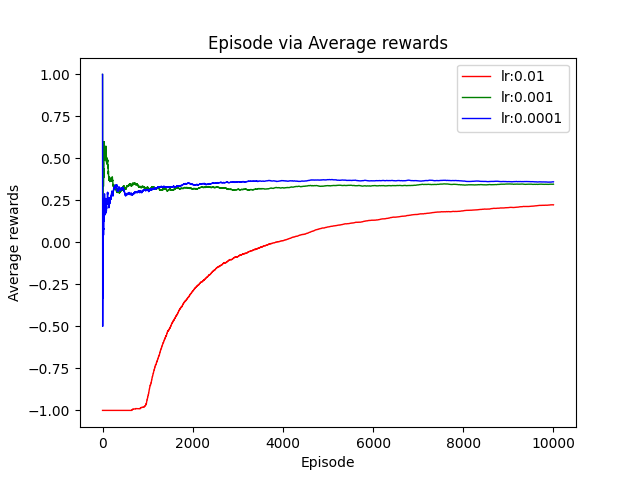 Episode via Average rewards
lr:0.01
lr:0.001
lr:0.0001
1.00
0.75
0.50
0.25
0.00
−0.25
−0.50
−0.75
−1.00
Average rewards
0 2000 4000 6000 8000 10000
Episode